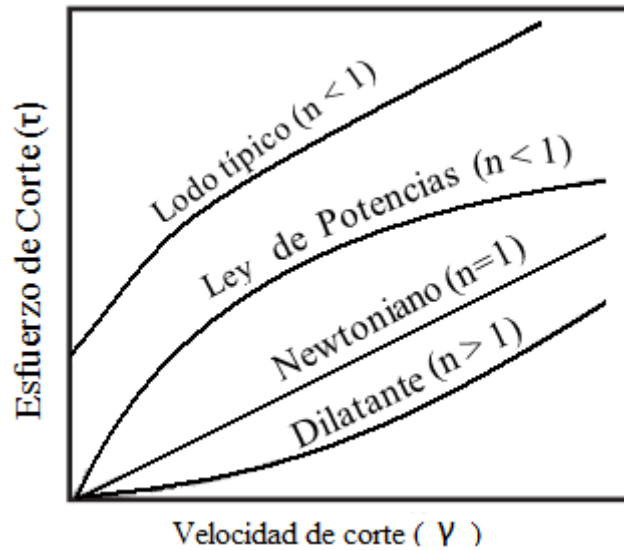 Esfuerzo de Corte (τ)
Lodo típico (n < 1)
Ley de Potencias (n < 1)
Newtoniano (n=1)
Dilatante (n > 1)
Velocidad de corte ( γ )